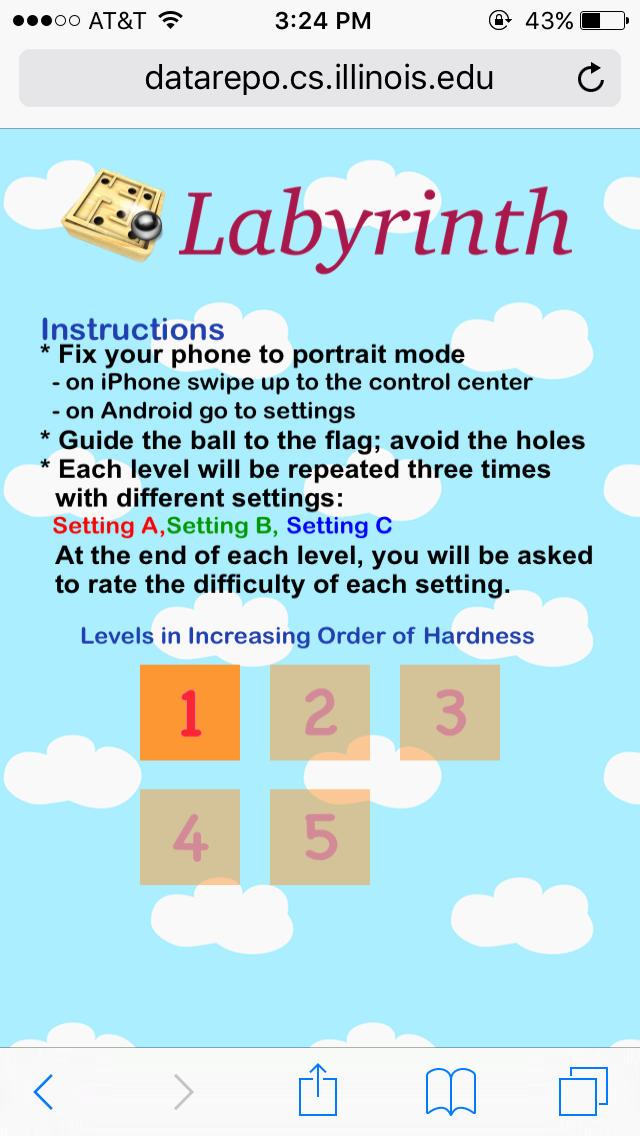 AT&T 3:24 PM 43%
datarepo.cs.illinois.edu
Labyrinth
Instructions
* Fix your phone to portrait mode
- on iPhone swipe up to the control center
- on Android go to settings
* Guide the ball to the flag; avoid the holes
* Each level will be repeated three times
with different settings:
Setting A,Setting B, Setting C
At the end of each level, you will be asked
to rate the difficulty of each setting.
Levels in Increasing Order of Hardness
1 2 3
4 5